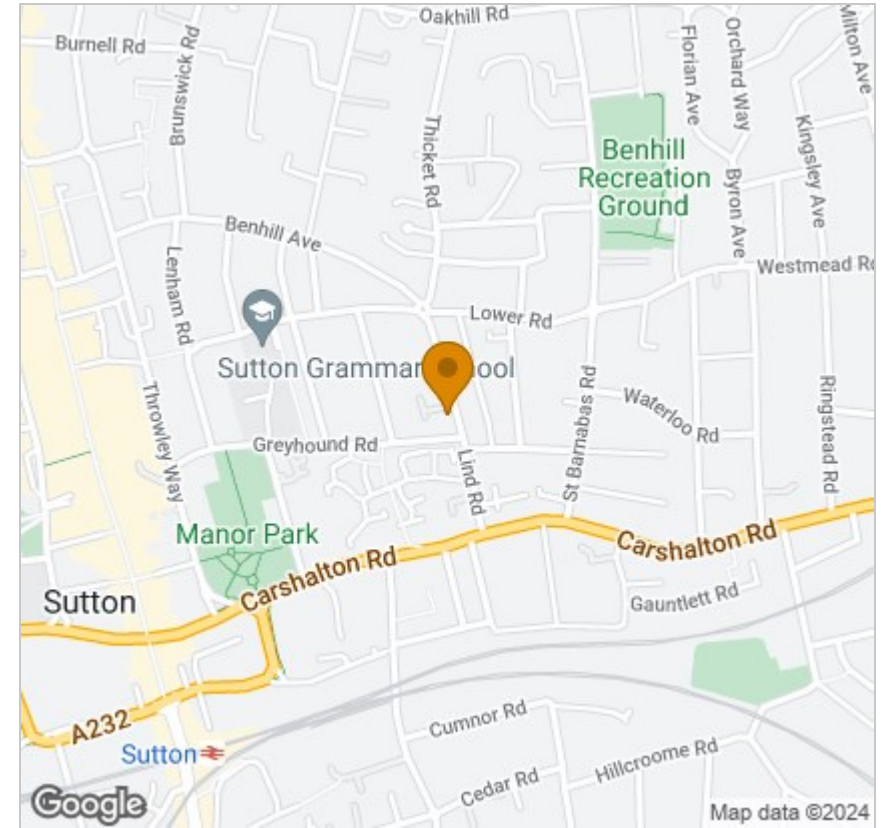 Oakhill Rd
Burnell Rd
Brunswick Rd
Thicket Rd
Florian Ave
Orchard Way
Milton Ave
Kingsley Ave
Benhill
Recreation
Ground
Byron Ave
Benhill Ave
Lenham Rd
Westmead Rd
Lower Rd
Sutton Grammar
ool
Throwley Way
Greyhound Rd
Lind Rd
St Barnabas Rd
Waterloo Rd
Ringstead Rd
Manor Park
Carshalton Rd
Carshalton Rd
Sutton
Gauntlett Rd
A232
Sutton
Cumnor Rd
Cedar Rd
Hillcroome Rd
Google
Map data ©2024